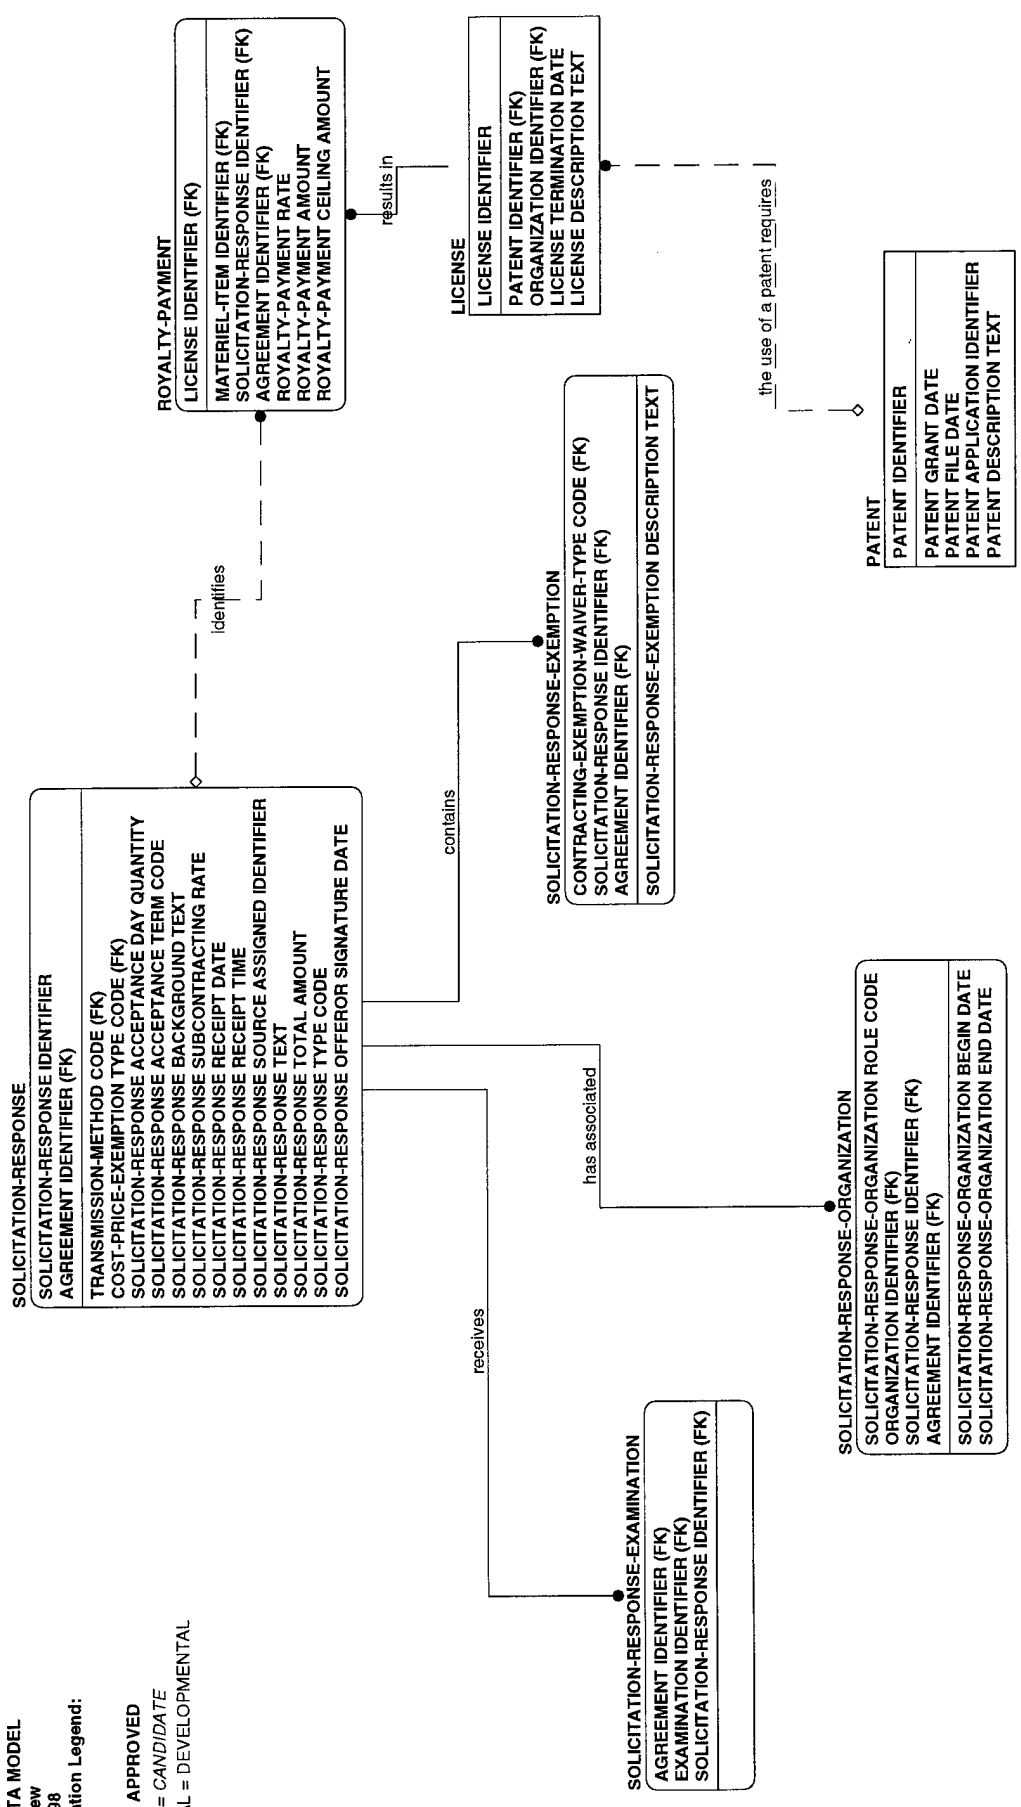 TA MODEL
ew
98
ation Legend:
APPROVED
= CANDIDATE
AL = DEVELOPMENTAL
SOLICITATION-RESPONSE
SOLICITATION-RESPONSE IDENTIFIER
AGREEMENT IDENTIFIER (FK)
TRANSMISSION-METHOD CODE (FK)
COST-PRICE-EXEMPTION TYPE CODE (FK)
SOLICITATION-RESPONSE ACCEPTANCE DAY QUANTITY
SOLICITATION-RESPONSE ACCEPTANCE TERM CODE
SOLICITATION-RESPONSE BACKGROUND TEXT
SOLICITATION-RESPONSE SUBCONTRACTING RATE
SOLICITATION-RESPONSE RECEIPT DATE
SOLICITATION-RESPONSE RECEIPT TIME
SOLICITATION-RESPONSE SOURCE ASSIGNED IDENTIFIER
SOLICITATION-RESPONSE TEXT
SOLICITATION-RESPONSE TOTAL AMOUNT
SOLICITATION-RESPONSE TYPE CODE
SOLICITATION-RESPONSE OFFEROR SIGNATURE DATE
identifies
ROYALTY-PAYMENT
LICENSE IDENTIFIER (FK)
MATERIEL-ITEM IDENTIFIER (FK)
SOLICITATION-RESPONSE IDENTIFIER (FK)
AGREEMENT IDENTIFIER (FK)
ROYALTY-PAYMENT RATE
ROYALTY-PAYMENT AMOUNT
ROYALTY-PAYMENT CEILING AMOUNT
results in
LICENSE
LICENSE IDENTIFIER
PATENT IDENTIFIER (FK)
ORGANIZATION IDENTIFIER (FK)
LICENSE TERMINATION DATE
LICENSE DESCRIPTION TEXT
receives
has associated
contains
the use of a patent requires
SOLICITATION-RESPONSE-EXAMINATION
AGREEMENT IDENTIFIER (FK)
EXAMINATION IDENTIFIER (FK)
SOLICITATION-RESPONSE IDENTIFIER (FK)
SOLICITATION-RESPONSE-EXEMPTION
CONTRACTING-EXEMPTION-WAIVER-TYPE CODE (FK)
SOLICITATION-RESPONSE IDENTIFIER (FK)
AGREEMENT IDENTIFIER (FK)
SOLICITATION-RESPONSE-EXEMPTION DESCRIPTION TEXT
SOLICITATION-RESPONSE-ORGANIZATION
SOLICITATION-RESPONSE-ORGANIZATION ROLE CODE
ORGANIZATION IDENTIFIER (FK)
SOLICITATION-RESPONSE IDENTIFIER (FK)
AGREEMENT IDENTIFIER (FK)
SOLICITATION-RESPONSE-ORGANIZATION BEGIN DATE
SOLICITATION-RESPONSE-ORGANIZATION END DATE
PATENT
PATENT IDENTIFIER
PATENT GRANT DATE
PATENT FILE DATE
PATENT APPLICATION IDENTIFIER
PATENT DESCRIPTION TEXT